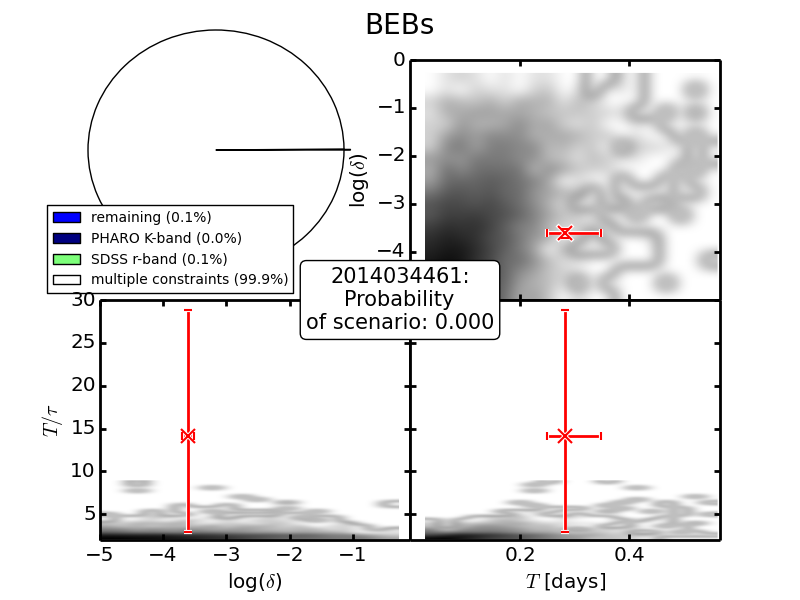 BEBs
remaining (0.1%)
PHARO K-band (0.0%)
SDSS r-band (0.1%)
multiple constraints (99.9%)
log(δ)
0
−1
−2
−3
−4
2014034461:
Probability
of scenario: 0.000
T/τ
30
25
20
15
10
5
−5 −4 −3 −2 −1
log(δ)
0.2 0.4
T [days]